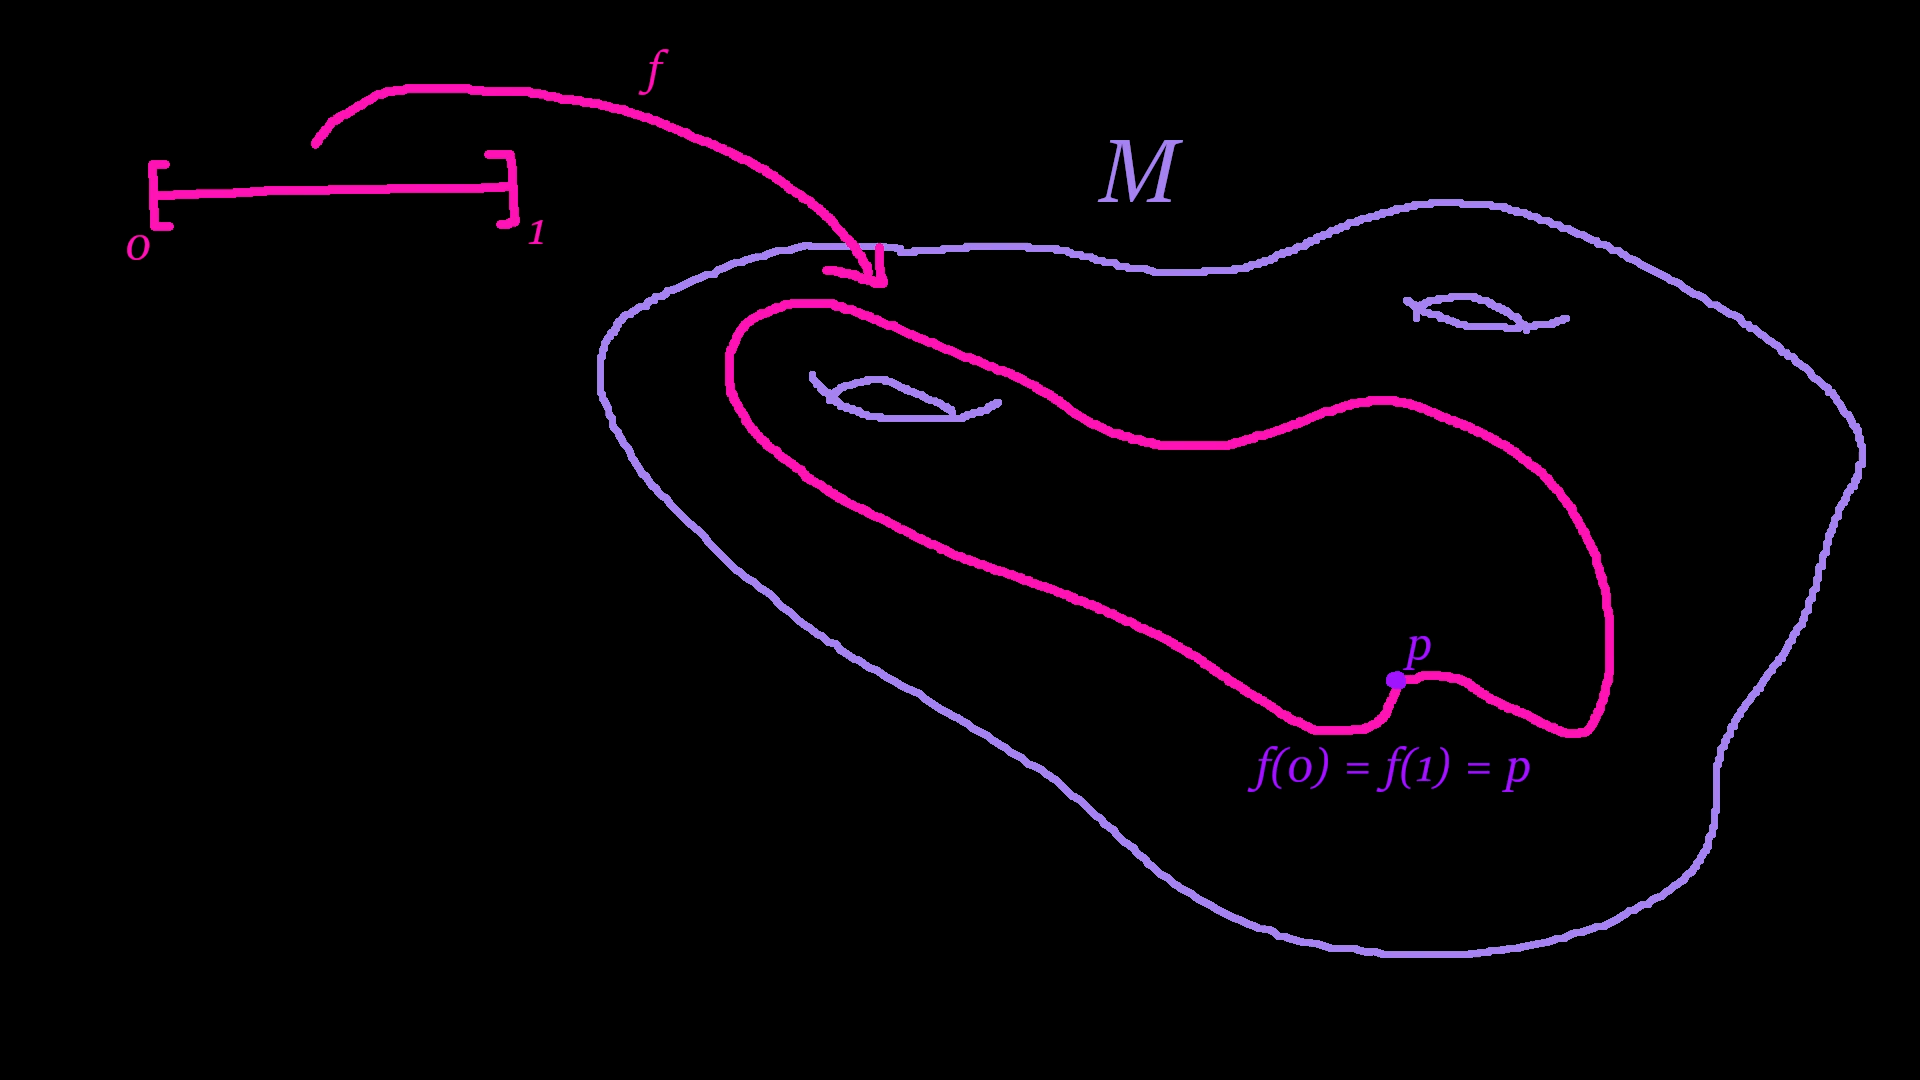 f
M
0
1
p
f(0) = f(1) = p